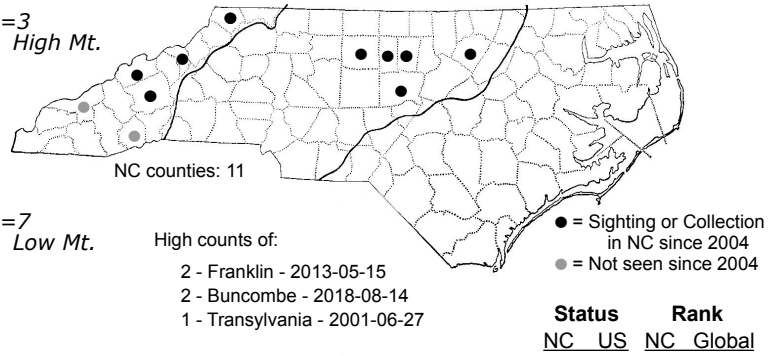 =3
High Mt.
NC counties: 11
=7
Low Mt.
High counts of:
2 - Franklin - 2013-05-15
2 - Buncombe - 2018-08-14
1 - Transylvania - 2001-06-27
= Sighting or Collection
in NC since 2004
= Not seen since 2004
Status Rank
NC US NC Global